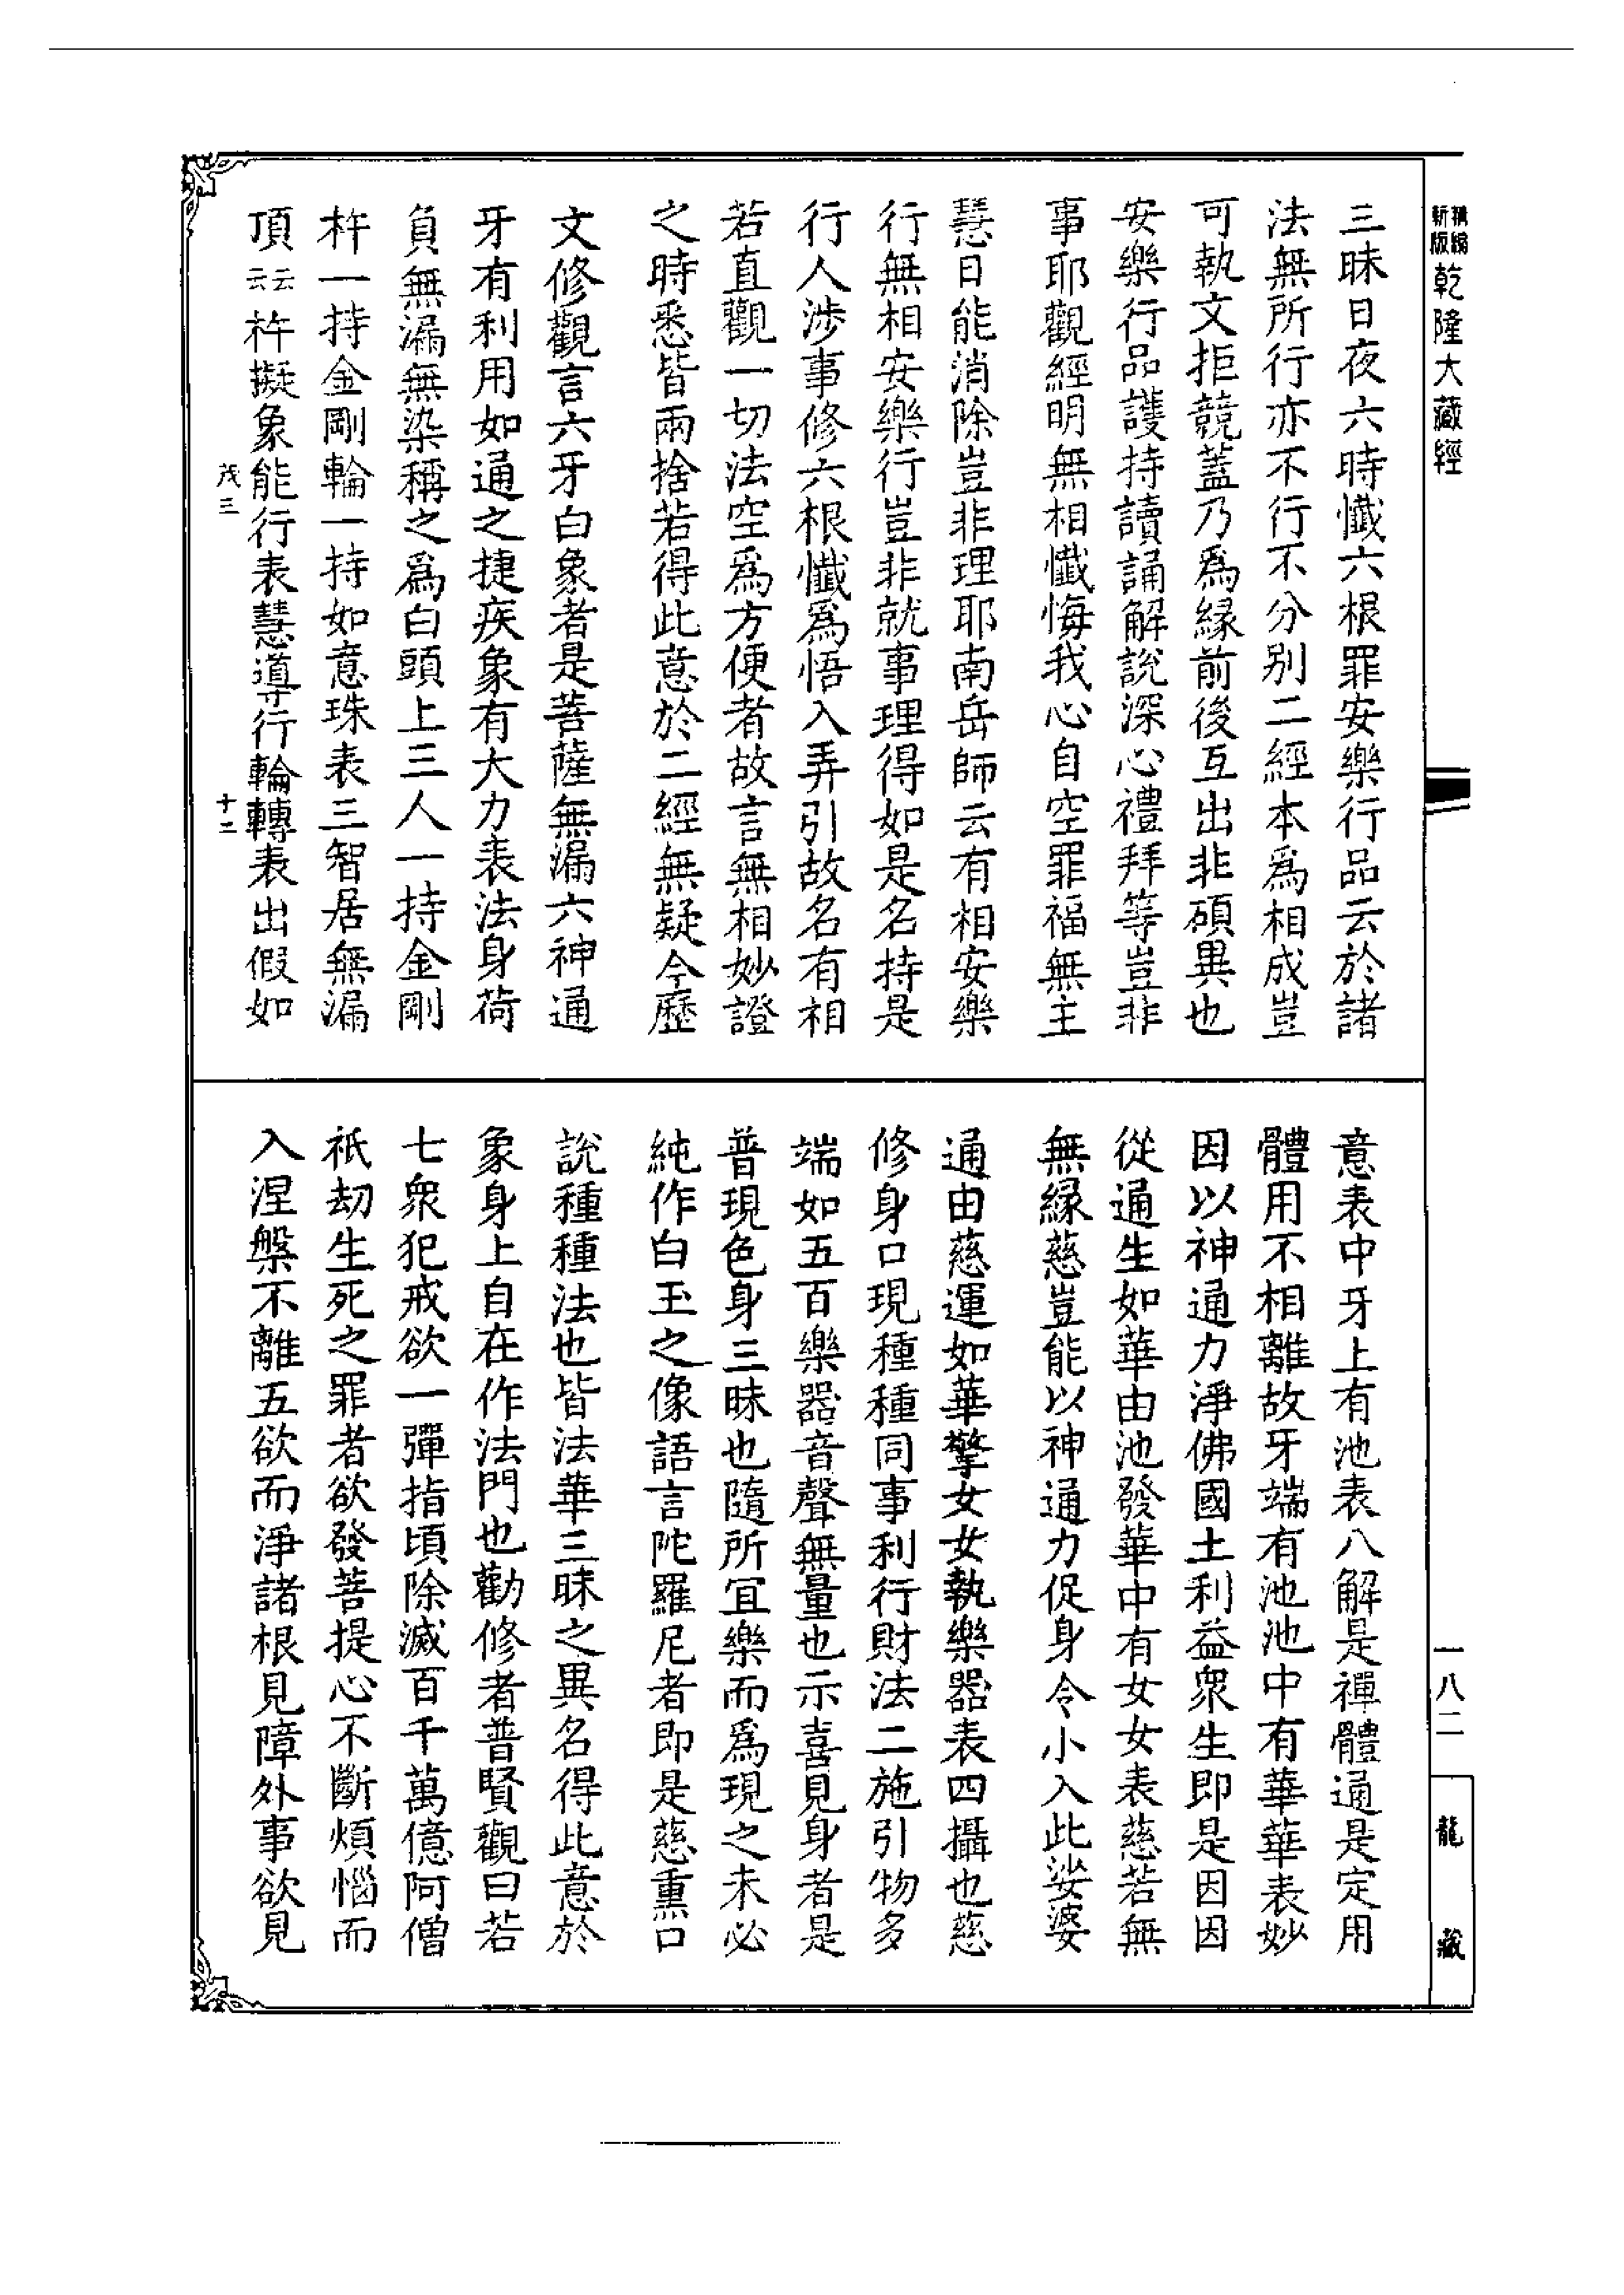 精編
新版
乾隆大藏經
一八二
龍藏
三昧日夜六時懺六根罪安樂行品云於諸
法無所行亦不行不分別二經本爲相成豈
可執文拒競蓋乃爲緣前後互出非碩異也
安樂行品護持讀誦解說深心禮拜等豈非
事耶觀經明無相懺悔我心自空罪福無主
慧日能消除豈非理耶南岳師云有相安樂
行無相安樂行豈非就事理得如是名持是
行人涉事修六根懺爲悟入弄引故名有相
若直觀一切法空爲方便者故言無相妙證
之時悉皆兩捨若得此意於二經無疑今歷
文修觀言六牙白象者是菩薩無漏六神通
牙有利用如通之捷疾象有大力表法身荷
負無漏無染稱之爲白頭上三人一持金剛
杵一持金剛輪一持如意珠表三智居無漏
頂云云杵擬象能行表慧導行輪轉表出假如
茂三
十二
意表中牙上有池表八解是禪體通是定用
體用不相離故牙端有池池中有華華表妙
因以神通力淨佛國土利益衆生即是因因
從通生如華由池發華中有女女表慈若無
無緣慈豈能以神通力促身令小入此娑婆
通由慈運如華擎女女執樂器表四攝也慈
修身口現種種同事利行財法二施引物多
端如五百樂器音聲無量也示喜見身者是
普現色身三昧也隨所宜樂而爲現之未必
純作白玉之像語言陀羅尼者即是慈熏口
說種種法也皆法華三昧之異名得此意於
象身上自在作法門也勸修者普賢觀曰若
七衆犯戒欲一彈指頃除滅百千萬億阿僧
祇劫生死之罪者欲發菩提心不斷煩惱而
入涅槃不離五欲而淨諸根見障外事欲見